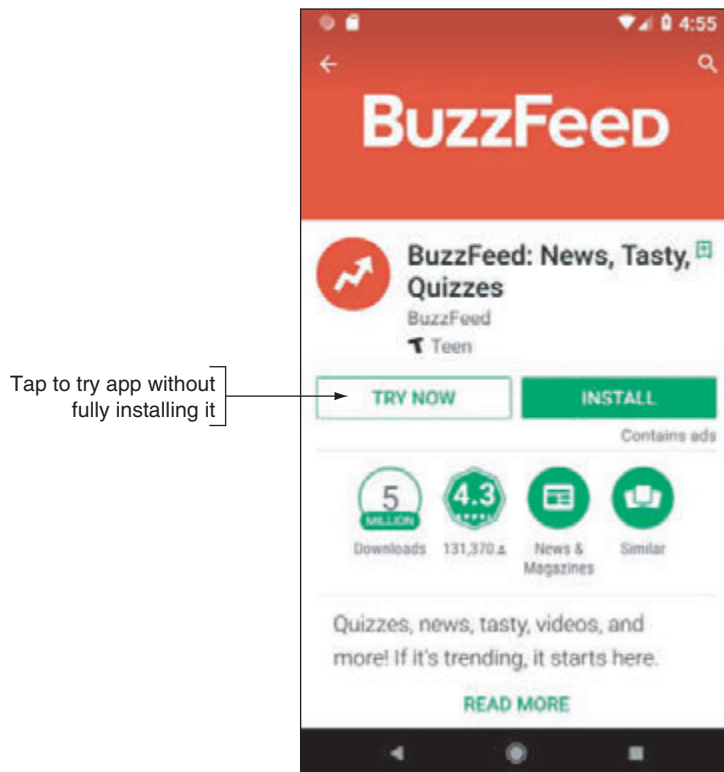 4:55
BUZZFEED
BuzzFeed: News, Tasty,
Quizzes
BuzzFeed
Teen
Tap to try app without
fully installing it
TRY NOW
INSTALL
Contains ads
5
MILLION
4.3
Downloads
131,370
News &
Magazines
Similar
Quizzes, news, tasty, videos, and
more! If it's trending, it starts here.
READ MORE